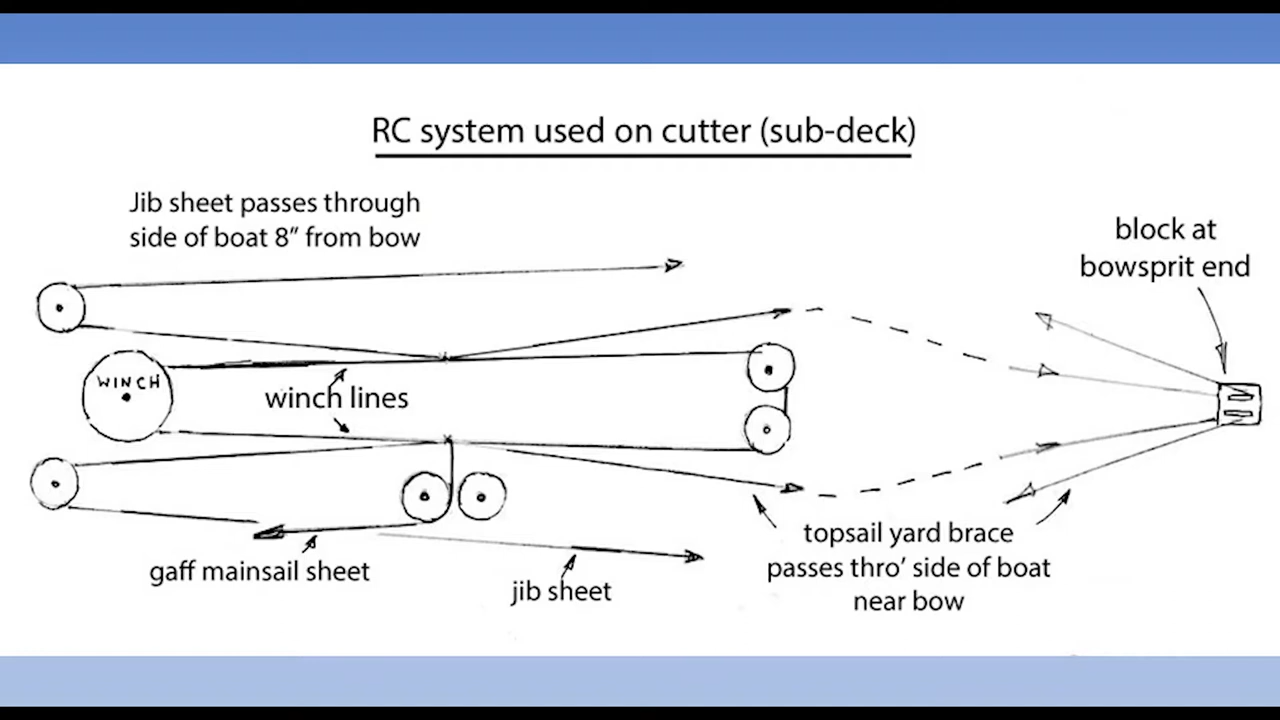 RC system used on cutter (sub-deck)
Jib sheet passes through
side of boat 8” from bow
block at
bowsprit end
WINCH
winch lines
gaff mainsail sheet
jib sheet
topsail yard brace
passes thro’ side of boat
near bow